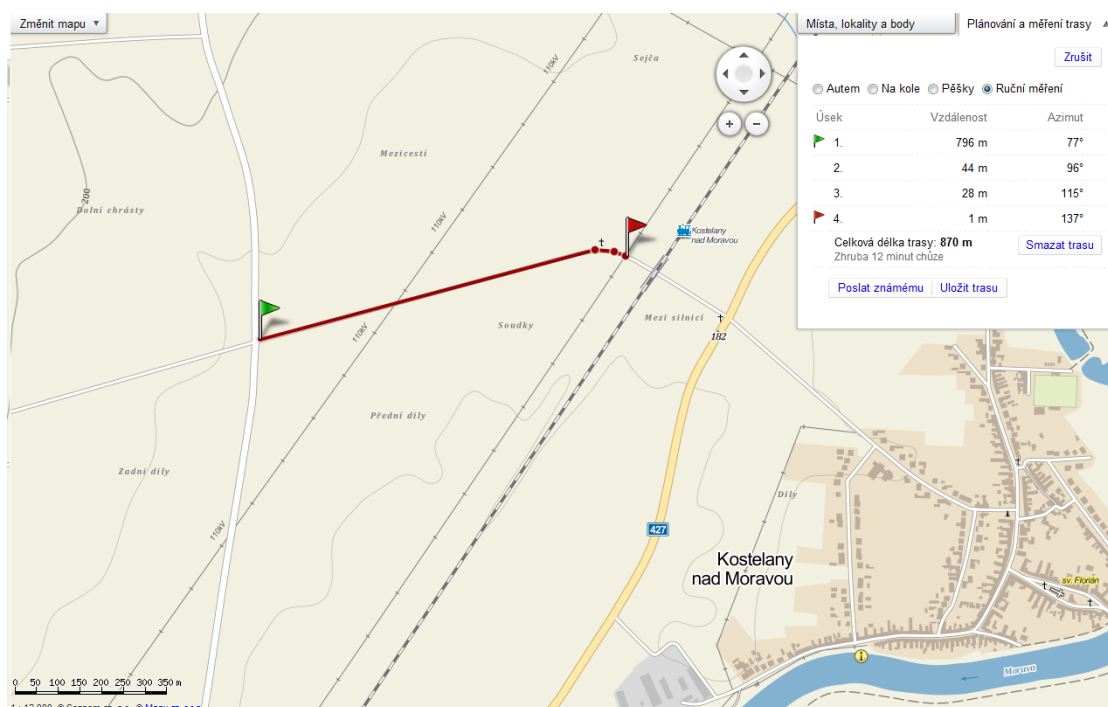 Změnit mapu
Místa, lokality a body
Plánování a měření trasy
Zrušit
Autem
Na kole
Pěšky
Ruční měření
Úsek Vzdálenost Azimut
1. 796 m 77°
2. 44 m 96°
3. 28 m 115°
4. 1 m 137°
Celková délka trasy: 870 m
Zhruba 12 minut chůze
Smazat trasu
Poslat známému
Uložit trasu
Sejča
110kV
Mezicestí
200
Dolní chrásty
110kV
Kostelany
nad Moravou
110kV
Soudky
Mezi silnicí
182
Přední díly
Zadní díly
110kV
Díly
427
Kostelany
nad Moravou
sv. Florián
Morava
0 50 100 150 200 250 300 350 m